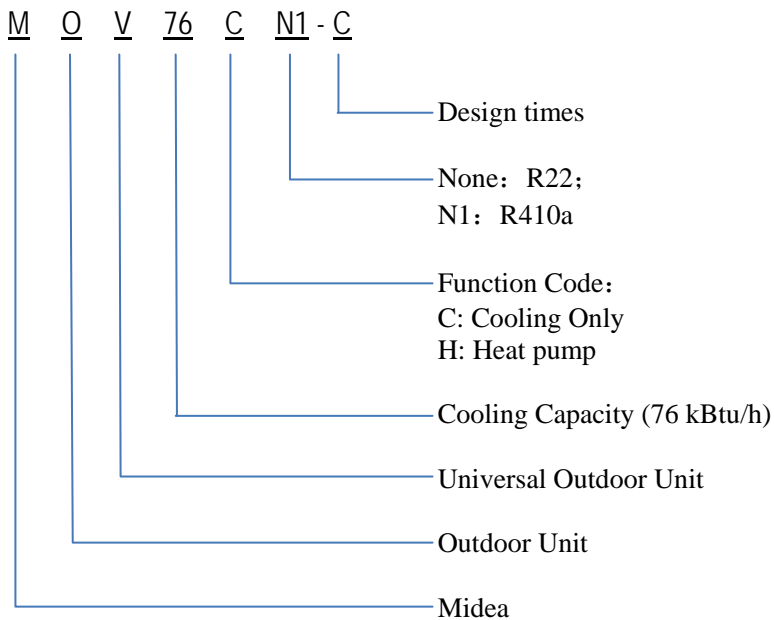 M O V 76 C N1 - C
Design times
None：R22；
N1：R410a
Function Code：
C: Cooling Only
H: Heat pump
Cooling Capacity (76 kBtu/h)
Universal Outdoor Unit
Outdoor Unit
Midea